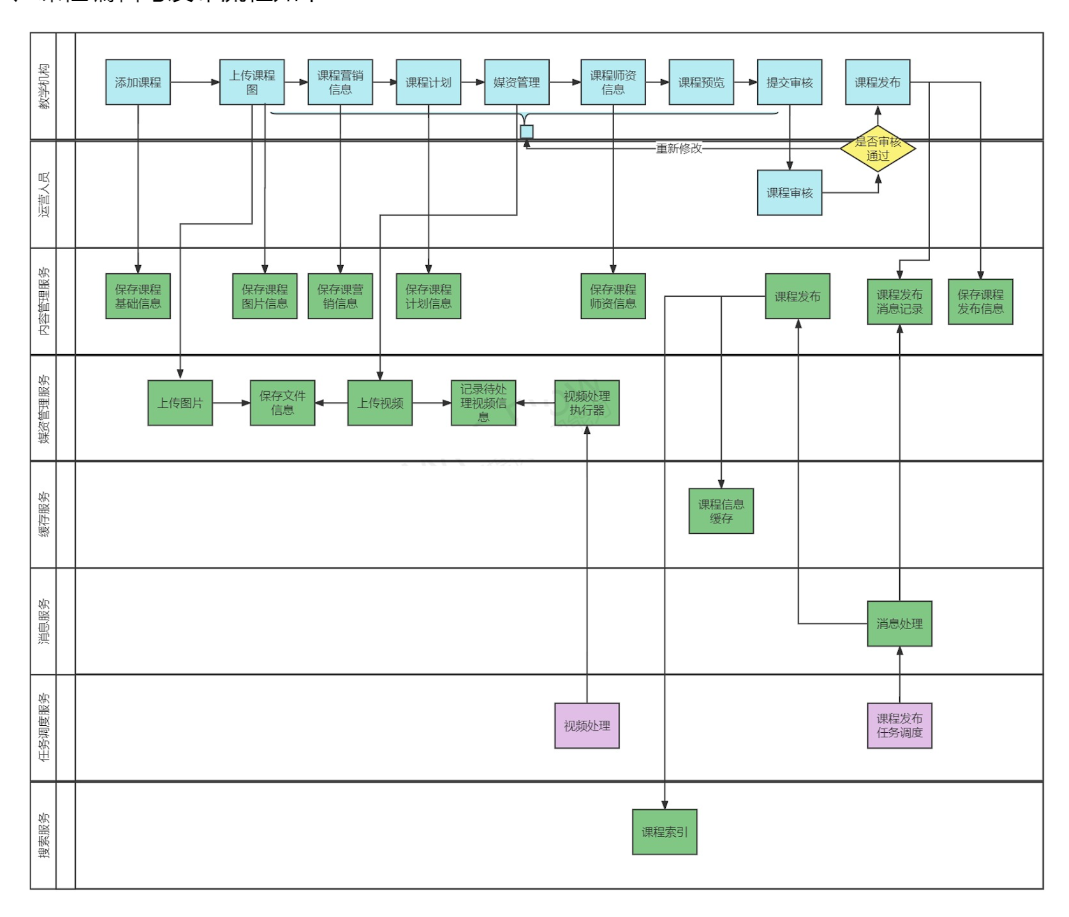 教学机构
添加课程
上传课程
图
课程营销
信息
课程计划
媒资管理
课程师资
信息
课程预览
提交审核
课程发布
是否审核
通过
重新修改
运营人员
课程审核
内容管理服务
保存课程
基础信息
保存课程
图片信息
保存课营
销信息
保存课程
计划信息
保存课程
师资信息
课程发布
课程发布
消息记录
保存课程
发布信息
媒资管理服务
上传图片
保存文件
信息
上传视频
记录待处
理视频信
息
视频处理
执行器
缓存服务
课程信息
缓存
消息服务
消息处理
任务调度服务
视频处理
课程发布
任务调度
搜索服务
课程索引